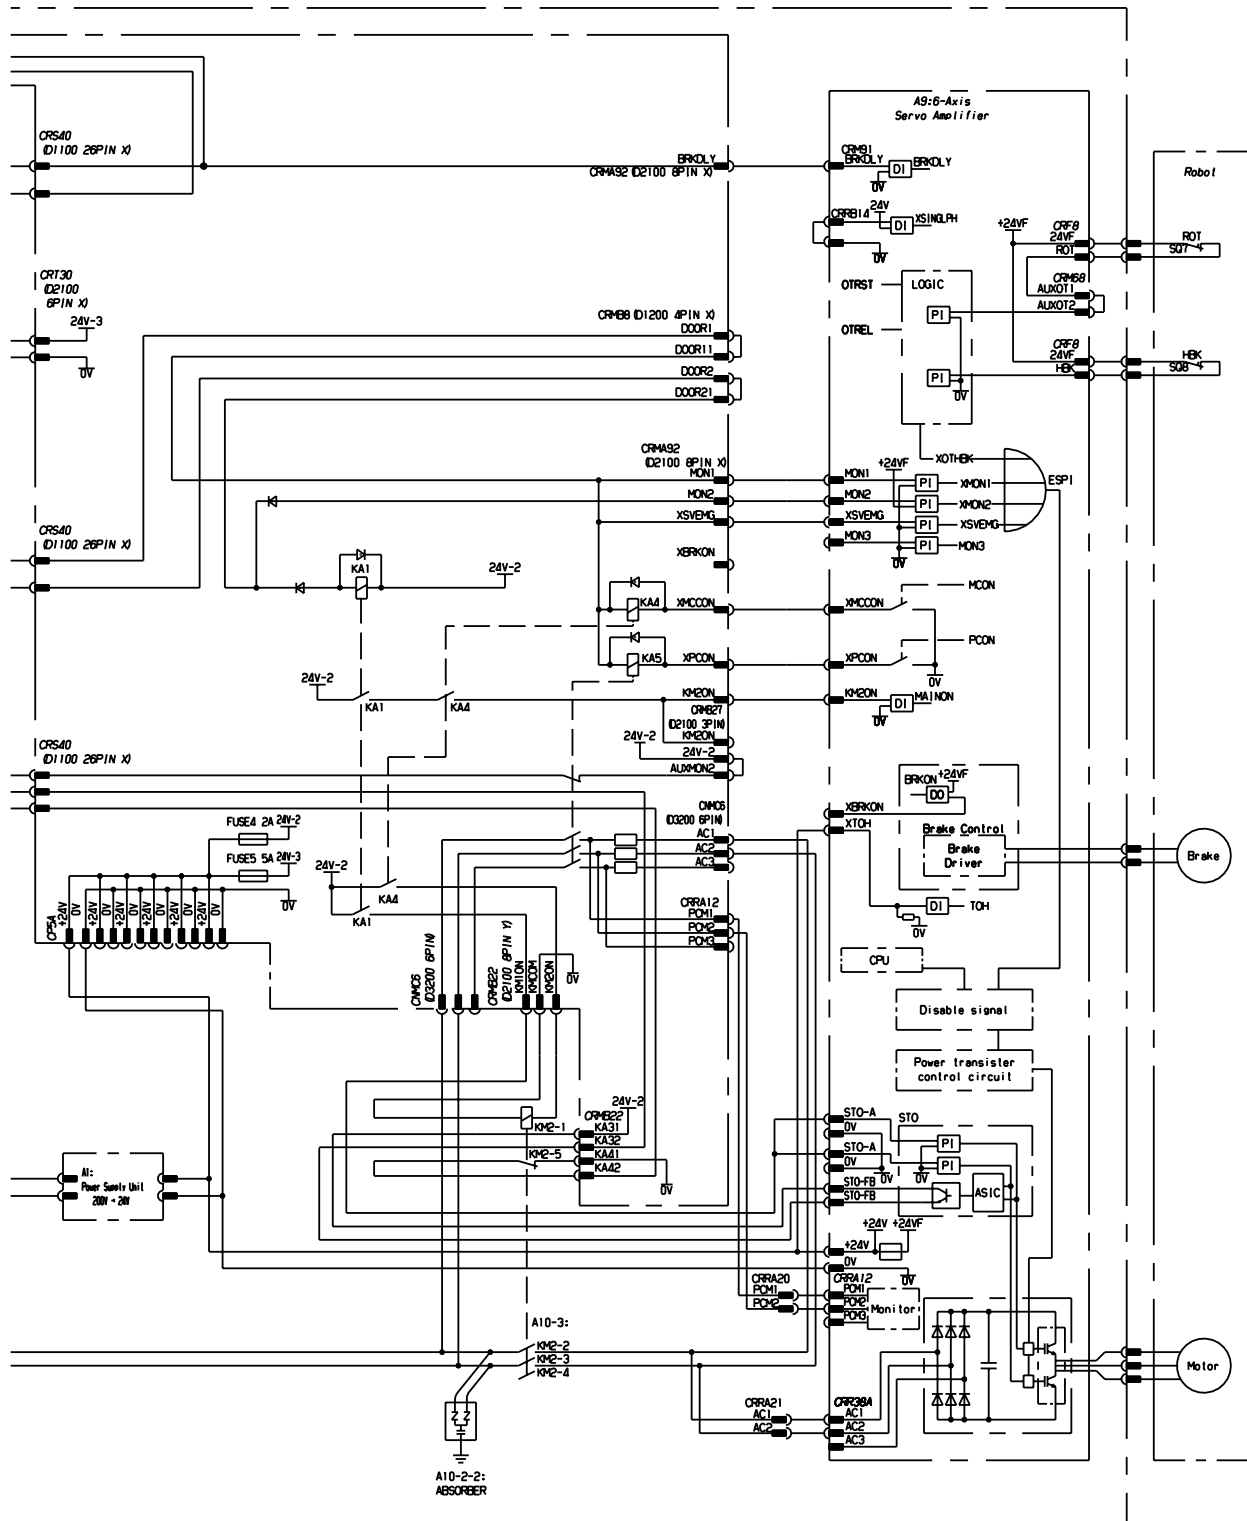 A9:6-Axis
Servo Amplifier
CRS40
(D1100 26PIN X)
BRKDLY
CRMA92 (D2100 8PIN X)
CRM91
BRKDLY
DI
BRKDLY
0V
Robot
CRRB14
24V
DI
XSINGLPH
0V
+24VF
CRF8
24VF
ROT
ROT
SQ7
CRT30
(D2100
6PIN X)
24V-3
0V
OTRST
LOGIC
CRM68
AUXOT1
AUXOT2
PI
CRMB8 (D1200 4PIN X)
DOOR1
DOOR11
DOOR2
DOOR21
OTREL
CRF8
24VF
HBK
HBK
SQ8
PI
0V
CRMA92
(D2100 8PIN X)
MON1
MON2
XSVEMG
XBRKON
+24VF
XOTHBK
ESPI
MON1
PI
XMON1
MON2
PI
XMON2
XSVEMG
PI
XSVEMG
MON3
PI
MON3
0V
CRS40
(D1100 26PIN X)
KA1
24V-2
KA4
XMCCON
XMCCON
MCON
KA5
XPCON
XPCON
PCON
0V
24V-2
KA1
KA4
KM2ON
KM2ON
DI
MAINON
0V
CRMB27
(D2100 3PIN)
KM2ON
24V-2
24V-2
AUXMON2
CRS40
(D1100 26PIN X)
BRKON
+24VF
DO
XBRKON
XTOH
Brake Control
Brake
Driver
Brake
CNMC6
(D3200 6PIN)
AC1
AC2
AC3
FUSE4 2A
24V-2
FUSE5 5A
24V-3
0V
24V-2
KA4
KA1
CP5A
+24V
0V
+24V
0V
+24V
0V
+24V
0V
+24V
0V
CRRA12
PCM1
PCM2
PCM3
DI
TOH
0V
CNMC6
(D3200 6PIN)
CRMB22
(D2100 8PIN Y)
KM1ON
KMCOM
KM2ON
0V
CPU
Disable signal
Power transister
control circuit
KM2-1
CRMB22
24V-2
KA31
KA32
KM2-5
KA41
KA42
0V
STO-A
0V
STO
PI
STO-A
0V
PI
0V
0V
STO-FB
STO-FB
ASIC
A1:
Power Supply Unit
200V → 24V
+24V
+24V
+24VF
0V
0V
CRRA20
PCM1
PCM2
CRRA12
PCM1
PCM2
PCM3
Monitor
A10-3:
KM2-2
KM2-3
KM2-4
Motor
CRRA21
AC1
AC2
CRR38A
AC1
AC2
AC3
Z
Z
A10-2-2:
ABSORBER